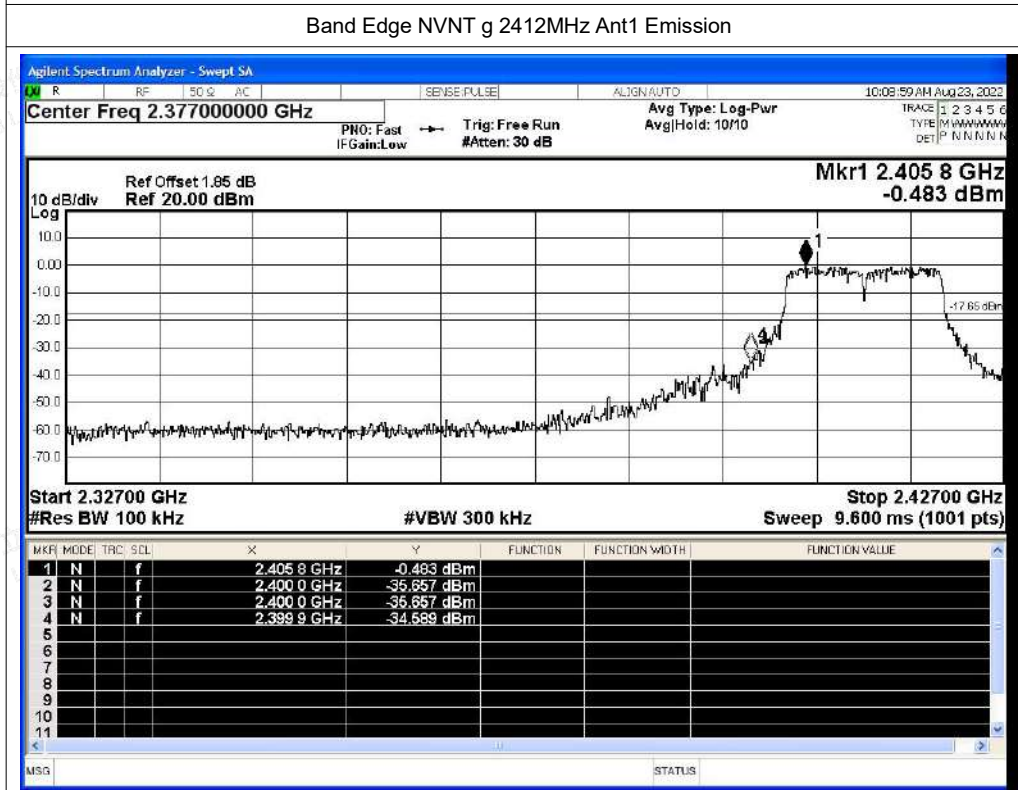 Band Edge NVNT g 2412MHz Ant1 Emission
Agilent Spectrum Analyzer - Swept SA
R RF 50 Ω AC SENSE:PULSE ALIGN AUTO 10:08:59 AM Aug 23, 2022
Center Freq 2.377000000 GHz Avg Type: Log-Pwr TRACE 1 2 3 4 5 6
PNO: Fast Trig: Free Run Avg|Hold: 10/10 TYPE M WWWWW
IFGain:Low #Atten: 30 dB DET P N N N N N
Mkr1 2.405 8 GHz
Ref Offset 1.85 dB
10 dB/div Ref 20.00 dBm -0.483 dBm
Log
10.0
1
0.00
-10.0
-17.65 dBm
-20.0
4
-30.0
-40.0
-50.0
-60.0
-70.0
Start 2.32700 GHz Stop 2.42700 GHz
#Res BW 100 kHz #VBW 300 kHz Sweep 9.600 ms (1001 pts)
MKR MODE TRC SCL X Y FUNCTION FUNCTION WIDTH FUNCTION VALUE
1 N f 2.405 8 GHz -0.483 dBm
2 N f 2.400 0 GHz -35.657 dBm
3 N f 2.400 0 GHz -35.657 dBm
4 N f 2.399 9 GHz -34.589 dBm
5
6
7
8
9
10
11
MSG STATUS